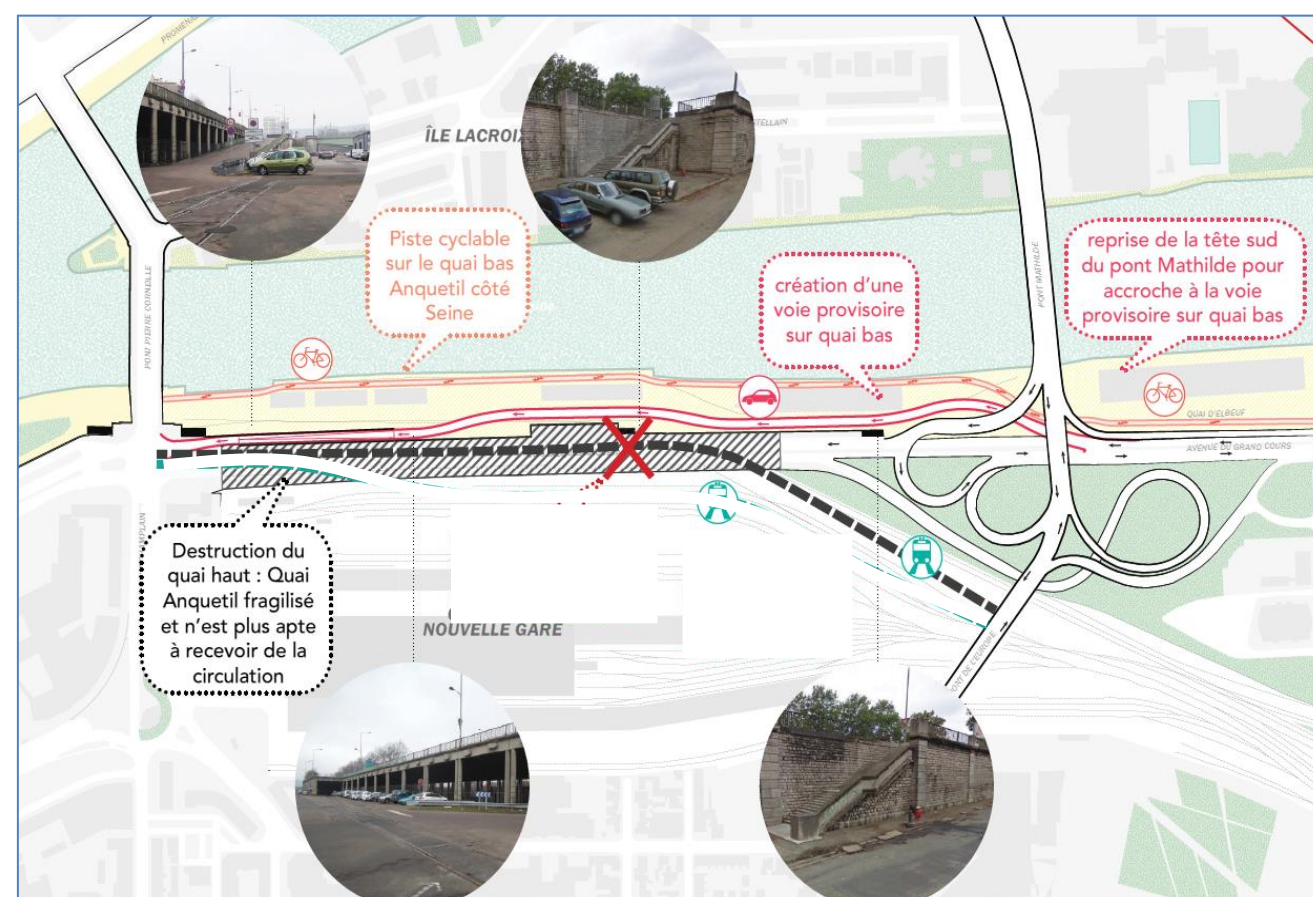 PROMENADE
ÎLE LACROIX
TELLAIN
Piste cyclable
sur le quai bas
Anquetil côté
Seine
création d'une
voie provisoire
sur quai bas
reprise de la tête sud
du pont Mathilde pour
accroche à la voie
provisoire sur quai bas
PONT PIERRE CORNEILLE
PONT MATHILDE
QUAI D'ELBEUF
AVENUE DU GRAND COURS
Destruction du
quai haut : Quai
Anquetil fragilisé
et n'est plus apte
à recevoir de la
circulation
NOUVELLE GARE
PONT DE L'EUROPE